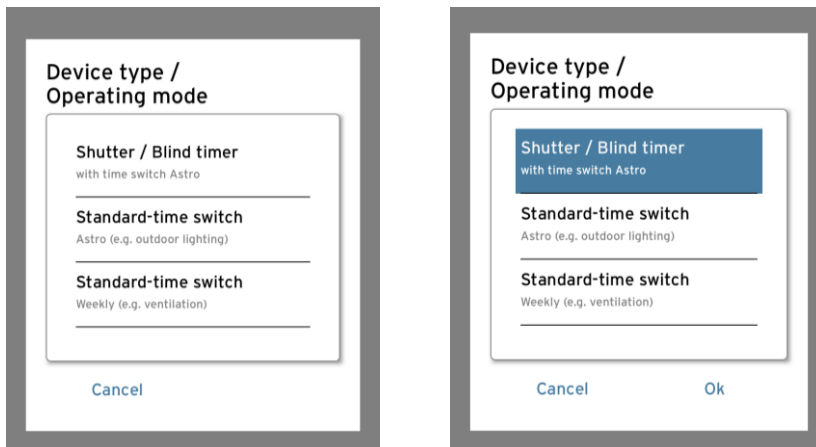 Device type /
Operating mode
Shutter / Blind timer
with time switch Astro
Standard-time switch
Astro (e.g. outdoor lighting)
Standard-time switch
Weekly (e.g. ventilation)
Cancel
Device type /
Operating mode
Shutter / Blind timer
with time switch Astro
Standard-time switch
Astro (e.g. outdoor lighting)
Standard-time switch
Weekly (e.g. ventilation)
Cancel Ok